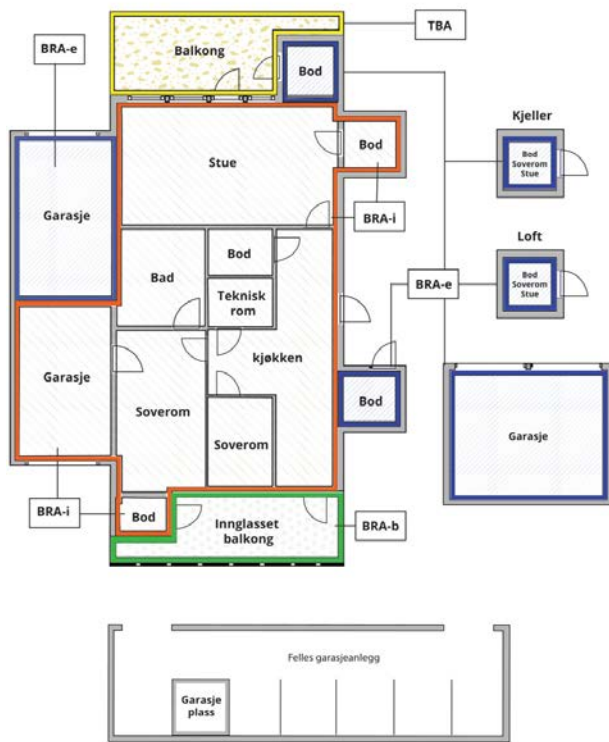 TBA
BRA-e
Balkong
Bod
Kjeller
Bod
Soverom
Stue
Stue
Bod
BRA-i
Garasje
Loft
Bod
Soverom
Stue
Bad
Bod
Teknisk
rom
BRA-e
Garasje
kjøkken
Bod
Soverom
Soverom
Garasje
BRA-i
Bod
Innglasset
balkong
BRA-b
Felles garasjeanlegg
Garasje
plass